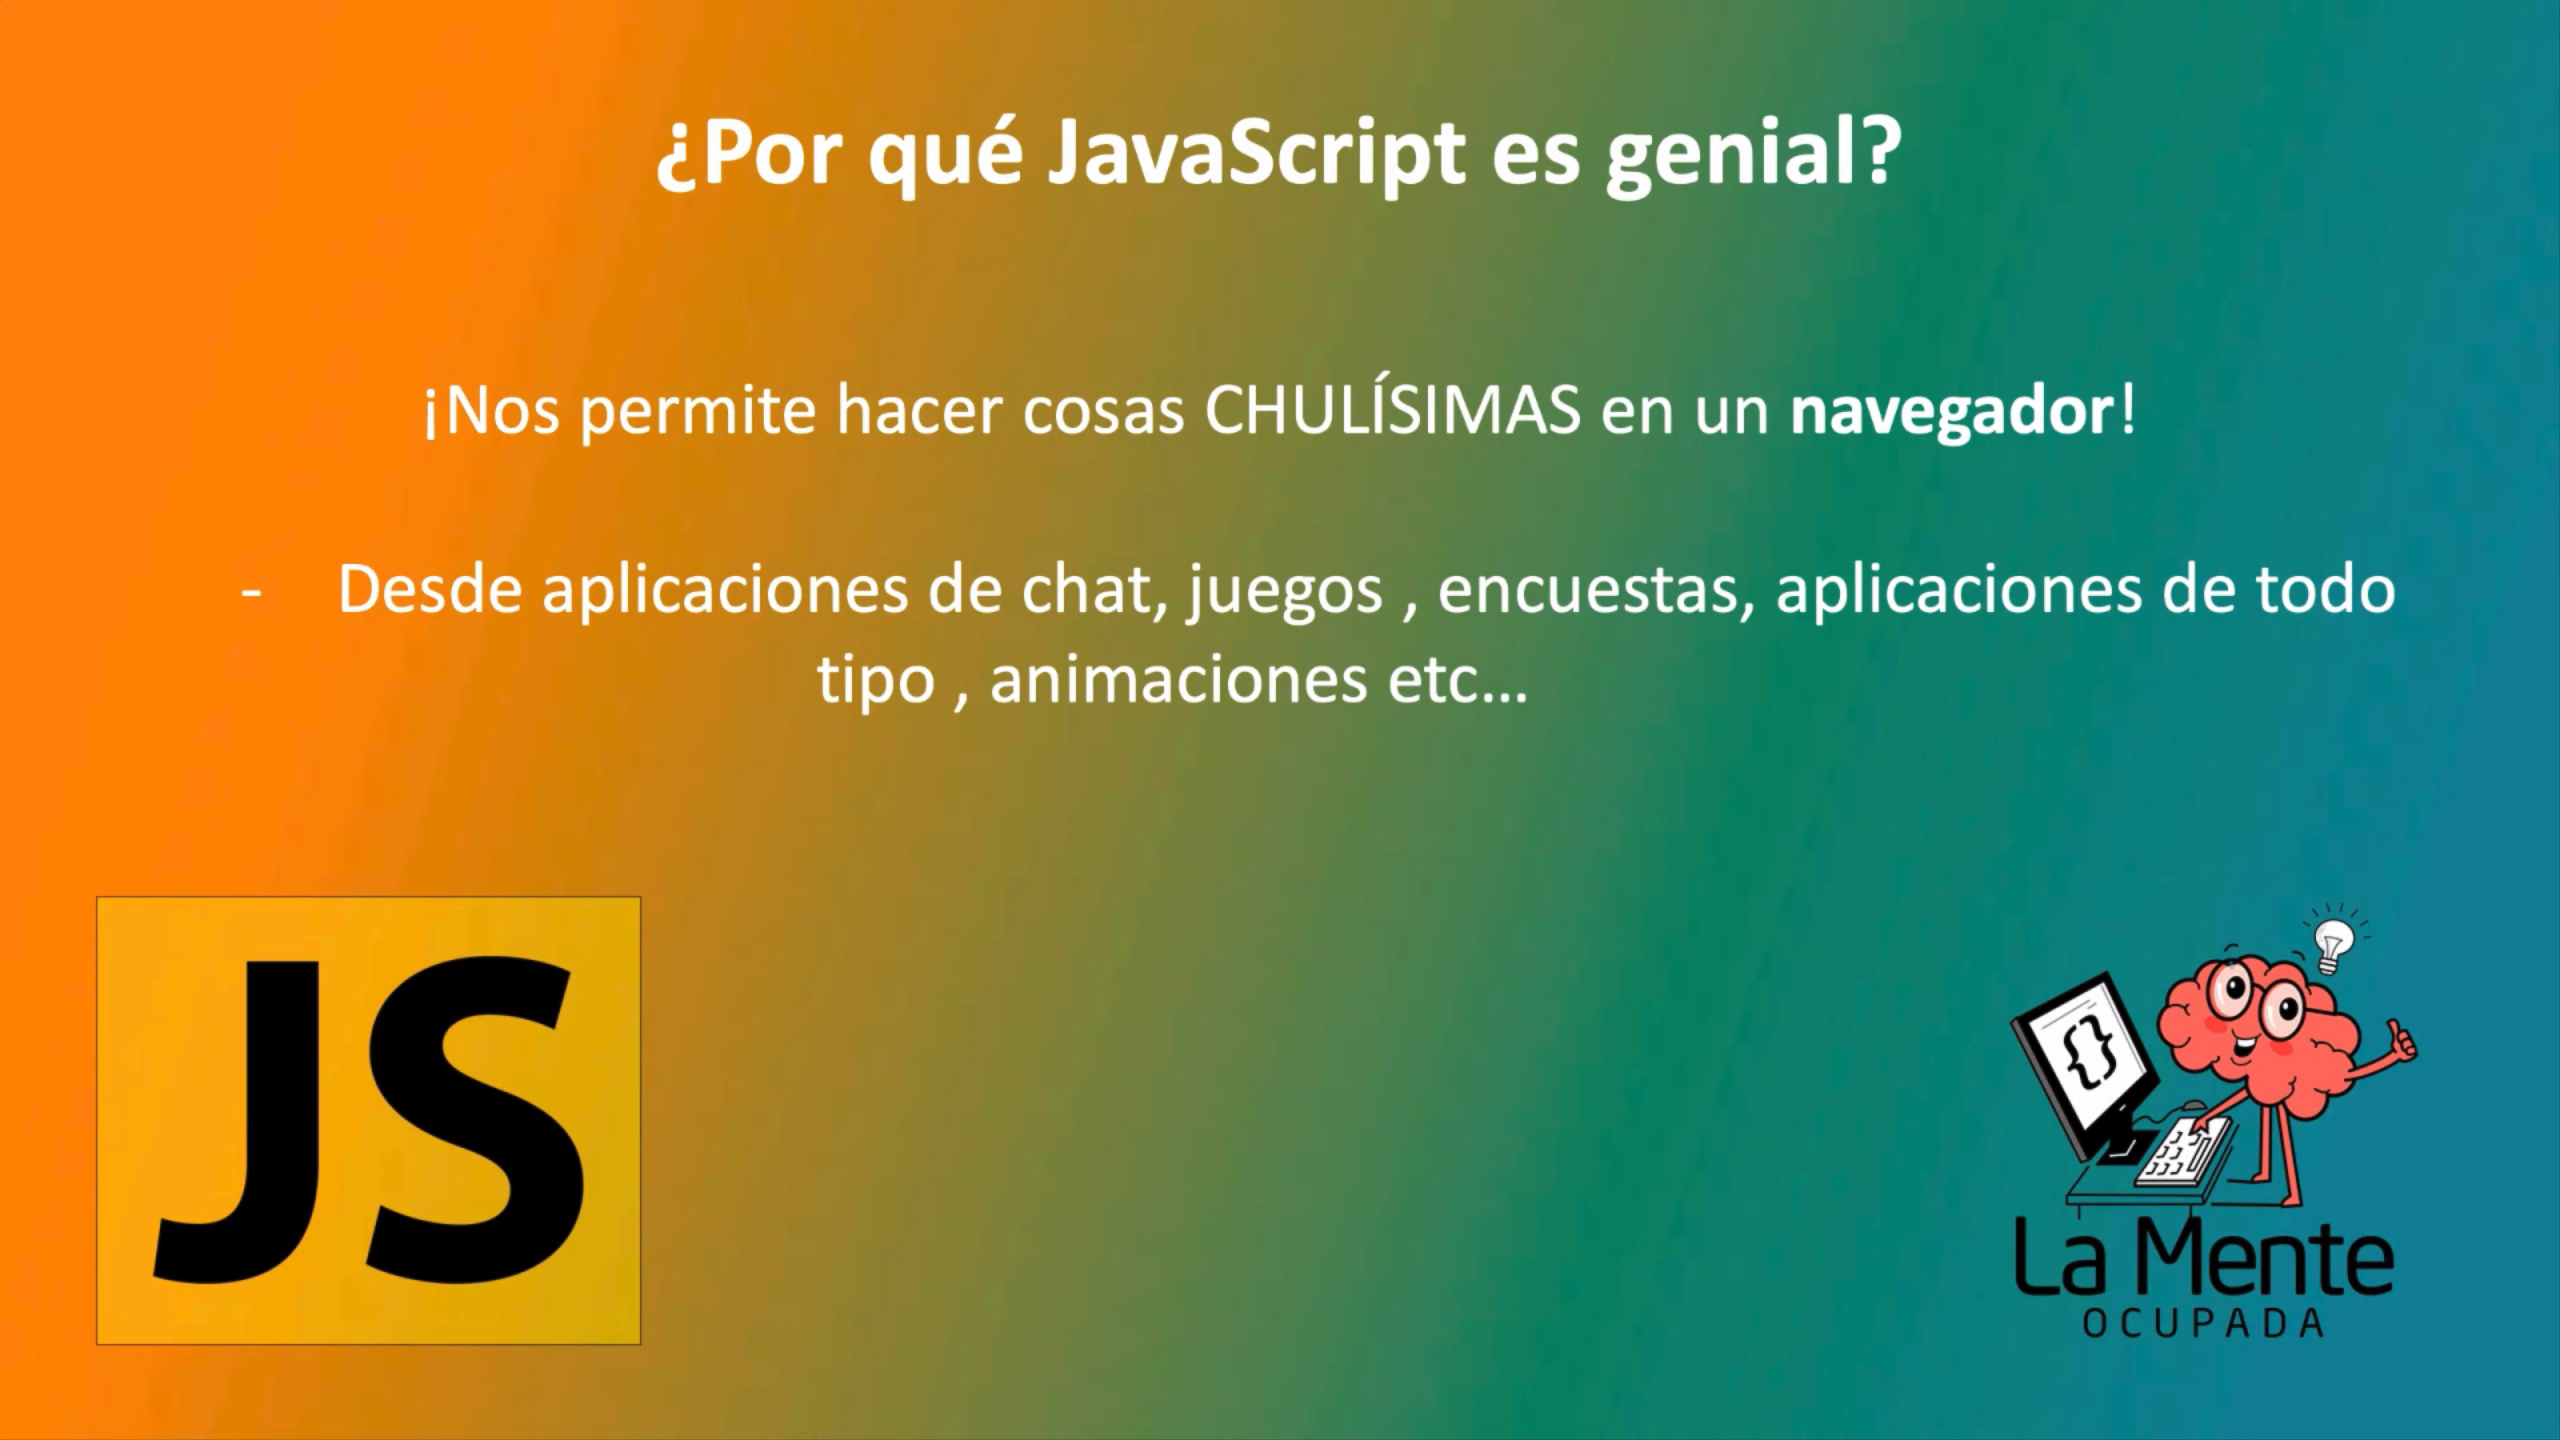 ¿Por qué JavaScript es genial?
¡Nos permite hacer cosas CHULÍSIMAS en un navegador!
- Desde aplicaciones de chat, juegos , encuestas, aplicaciones de todo
tipo , animaciones etc...
JS
{}
La Mente
OCUPADA